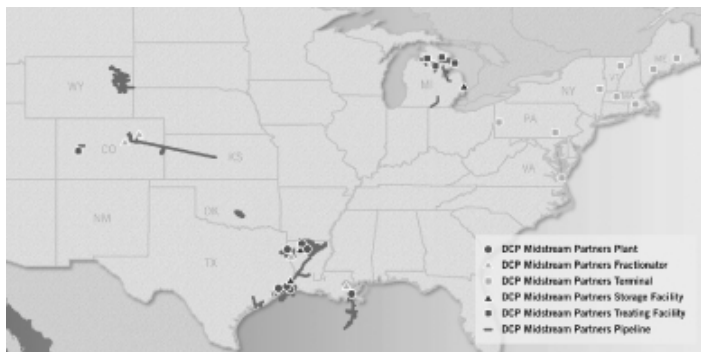 WY
MI
ME
VT
NY
MA
PA
CO
KS
VA
OK
NM
TX
LA
DCP Midstream Partners Plant
DCP Midstream Partners Fractionator
DCP Midstream Partners Terminal
DCP Midstream Partners Storage Facility
DCP Midstream Partners Treating Facility
DCP Midstream Partners Pipeline